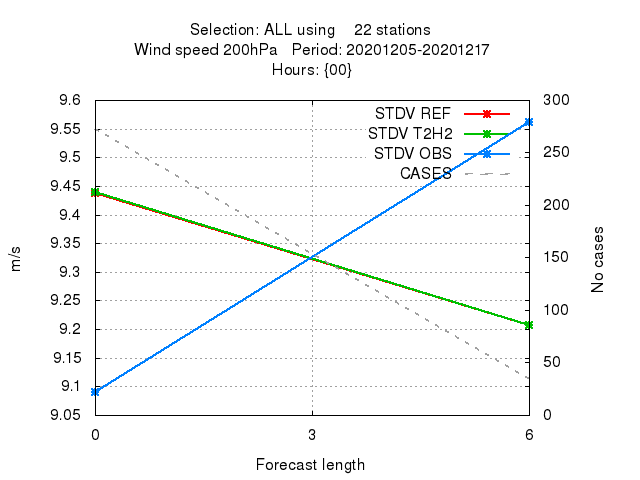 Selection: ALL using    22 stations
Wind speed 200hPa   Period: 20201205-20201217
Hours: {00}
9.6
9.55
9.5
9.45
9.4
9.35
9.3
9.25
9.2
9.15
9.1
9.05
m/s
STDV REF
STDV T2H2
STDV OBS
CASES
300
250
200
150
100
50
0
No cases
0 3 6
Forecast length